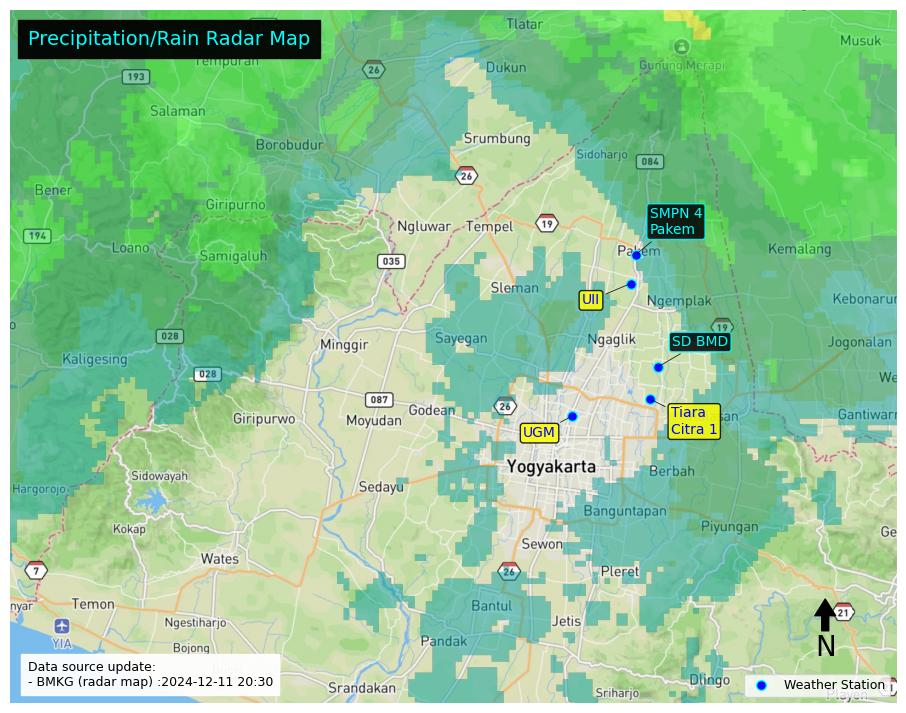 Precipitation/Rain Radar Map
Tlatar
Musuk
Gunung Merapi
Tempuran
26
Dukun
193
Salaman
Borobudur
Srumbung
Sidoharjo
084
Bener
26
Giripurno
SMPN 4
Pakem
194
Ngluwar
Tempel
19
Loano
Samigaluh
035
Pakem
Kemalang
Sleman
UII
Ngemplak
Kebonarum
028
Minggir
Sayegan
Ngaglik
19
SD BMD
Jogonalan
Kaligesing
028
087
Godean
26
Giripurwo
Moyudan
UGM
Tiara
Citra 1
Gantiwarn
Yogyakarta
Berbah
Hargorojo
Sidowayah
Sedayu
Banguntapan
Piyungan
Kokap
Wates
Sewon
7
26
Pleret
Temon
Bantul
21
Ngestiharjo
Jetis
YIA
Bojong
Pandak
N
Data source update:
- BMKG (radar map) :2024-12-11 20:30
Srandakan
Sriharjo
Dlingo
Weather Station
Playen